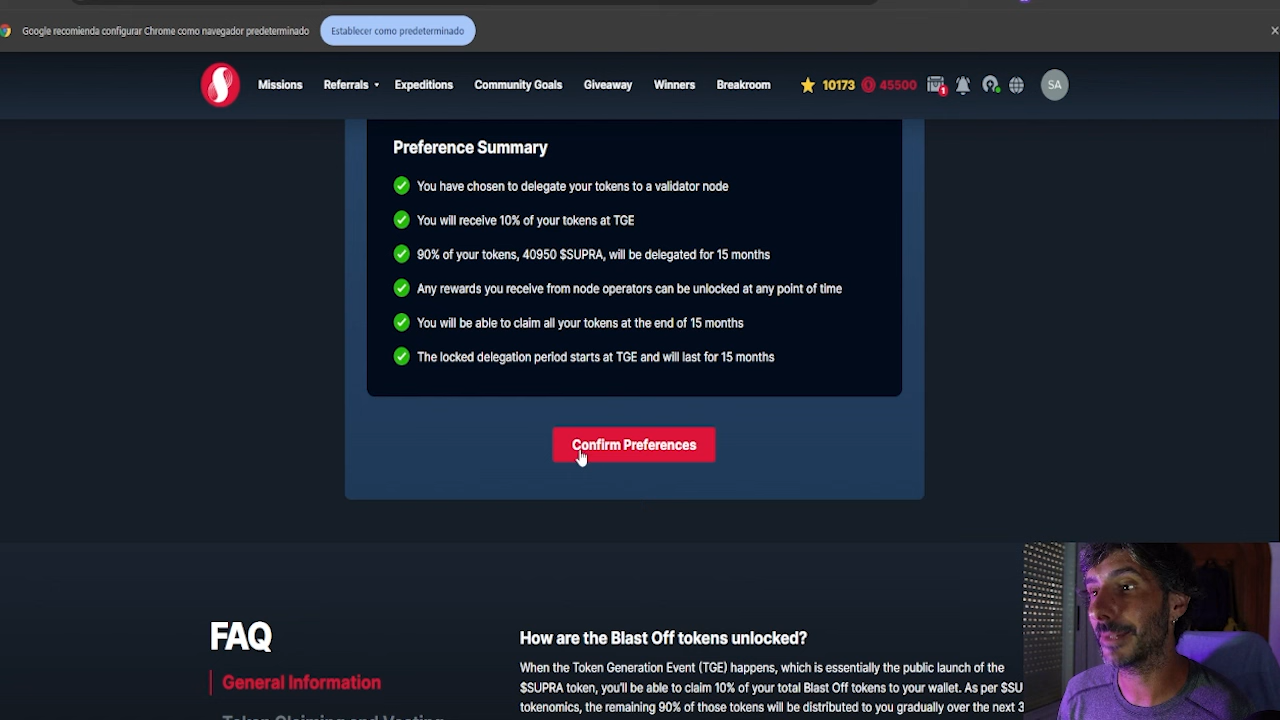 Google recomienda configurar Chrome como navegador predeterminado
Establecer como predeterminado
Missions Referrals Expeditions Community Goals Giveaway Winners Breakroom 10173 45500 1 SA
Preference Summary
You have chosen to delegate your tokens to a validator node
You will receive 10% of your tokens at TGE
90% of your tokens, 40950 $SUPRA, will be delegated for 15 months
Any rewards you receive from node operators can be unlocked at any point of time
You will be able to claim all your tokens at the end of 15 months
The locked delegation period starts at TGE and will last for 15 months
Confirm Preferences
FAQ
General Information
Token Claiming and Vesting
How are the Blast Off tokens unlocked?
When the Token Generation Event (TGE) happens, which is essentially the public launch of the
$SUPRA token, you'll be able to claim 10% of your total Blast Off tokens to your wallet. As per $SU
tokenomics, the remaining 90% of those tokens will be distributed to you gradually over the next 3